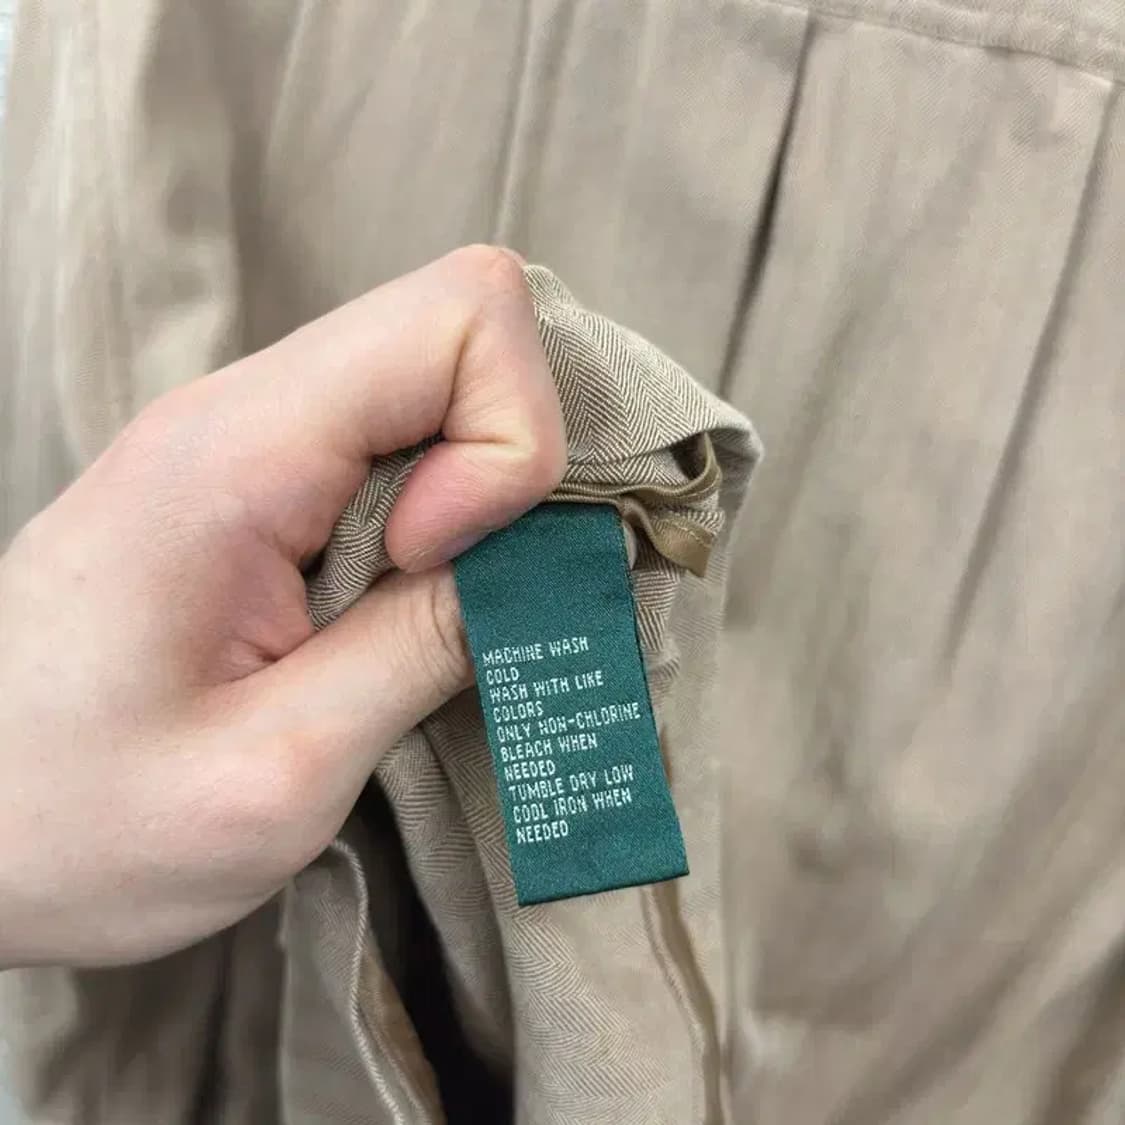 MACHINE WASH
COLD
WASH WITH LIKE
COLORS
ONLY NON-CHLORINE
BLEACH WHEN
NEEDED
TUMBLE DRY LOW
COOL IRON WHEN
NEEDED